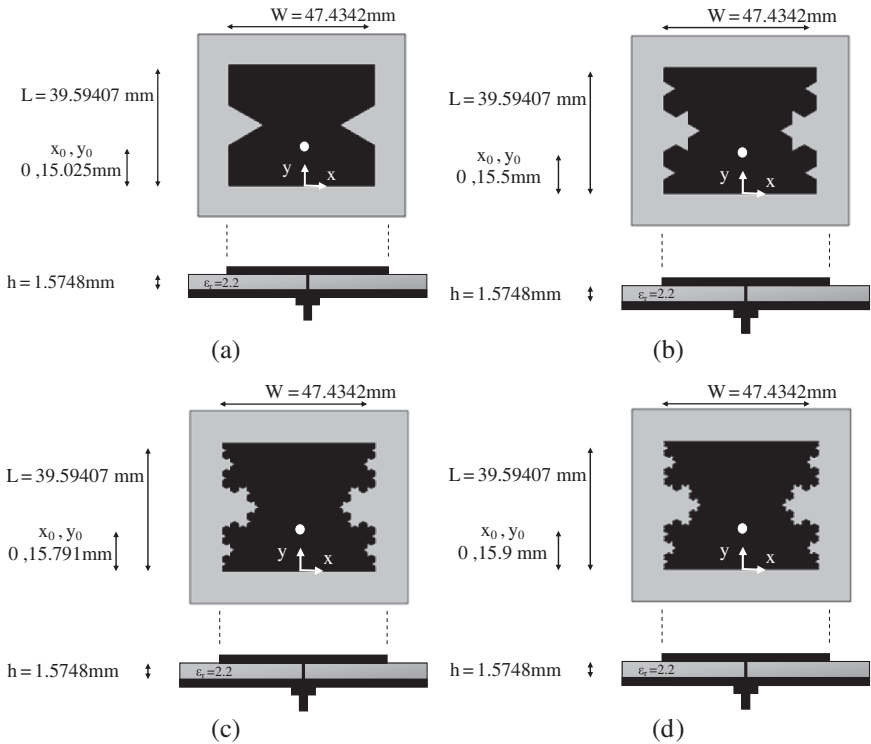 W = 47.4342mm
L = 39.59407 mm
x₀ , y₀
0 ,15.025mm
y
x
h = 1.5748mm
εᵣ=2.2
(a)
W = 47.4342mm
L = 39.59407 mm
x₀ , y₀
0 ,15.5mm
y
x
h = 1.5748mm
εᵣ=2.2
(b)
W = 47.4342mm
L = 39.59407 mm
x₀ , y₀
0 ,15.791mm
y
x
h = 1.5748mm
εᵣ=2.2
(c)
W = 47.4342mm
L = 39.59407 mm
x₀ , y₀
0 ,15.9 mm
y
x
h = 1.5748mm
εᵣ=2.2
(d)